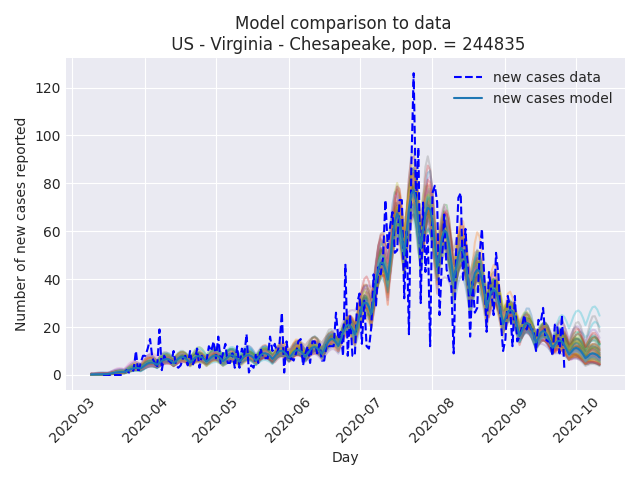 Model comparison to data
US - Virginia - Chesapeake, pop. = 244835
new cases data
new cases model
Number of new cases reported
120
100
80
60
40
20
0
2020-03
2020-04
2020-05
2020-06
2020-07
2020-08
2020-09
2020-10
Day